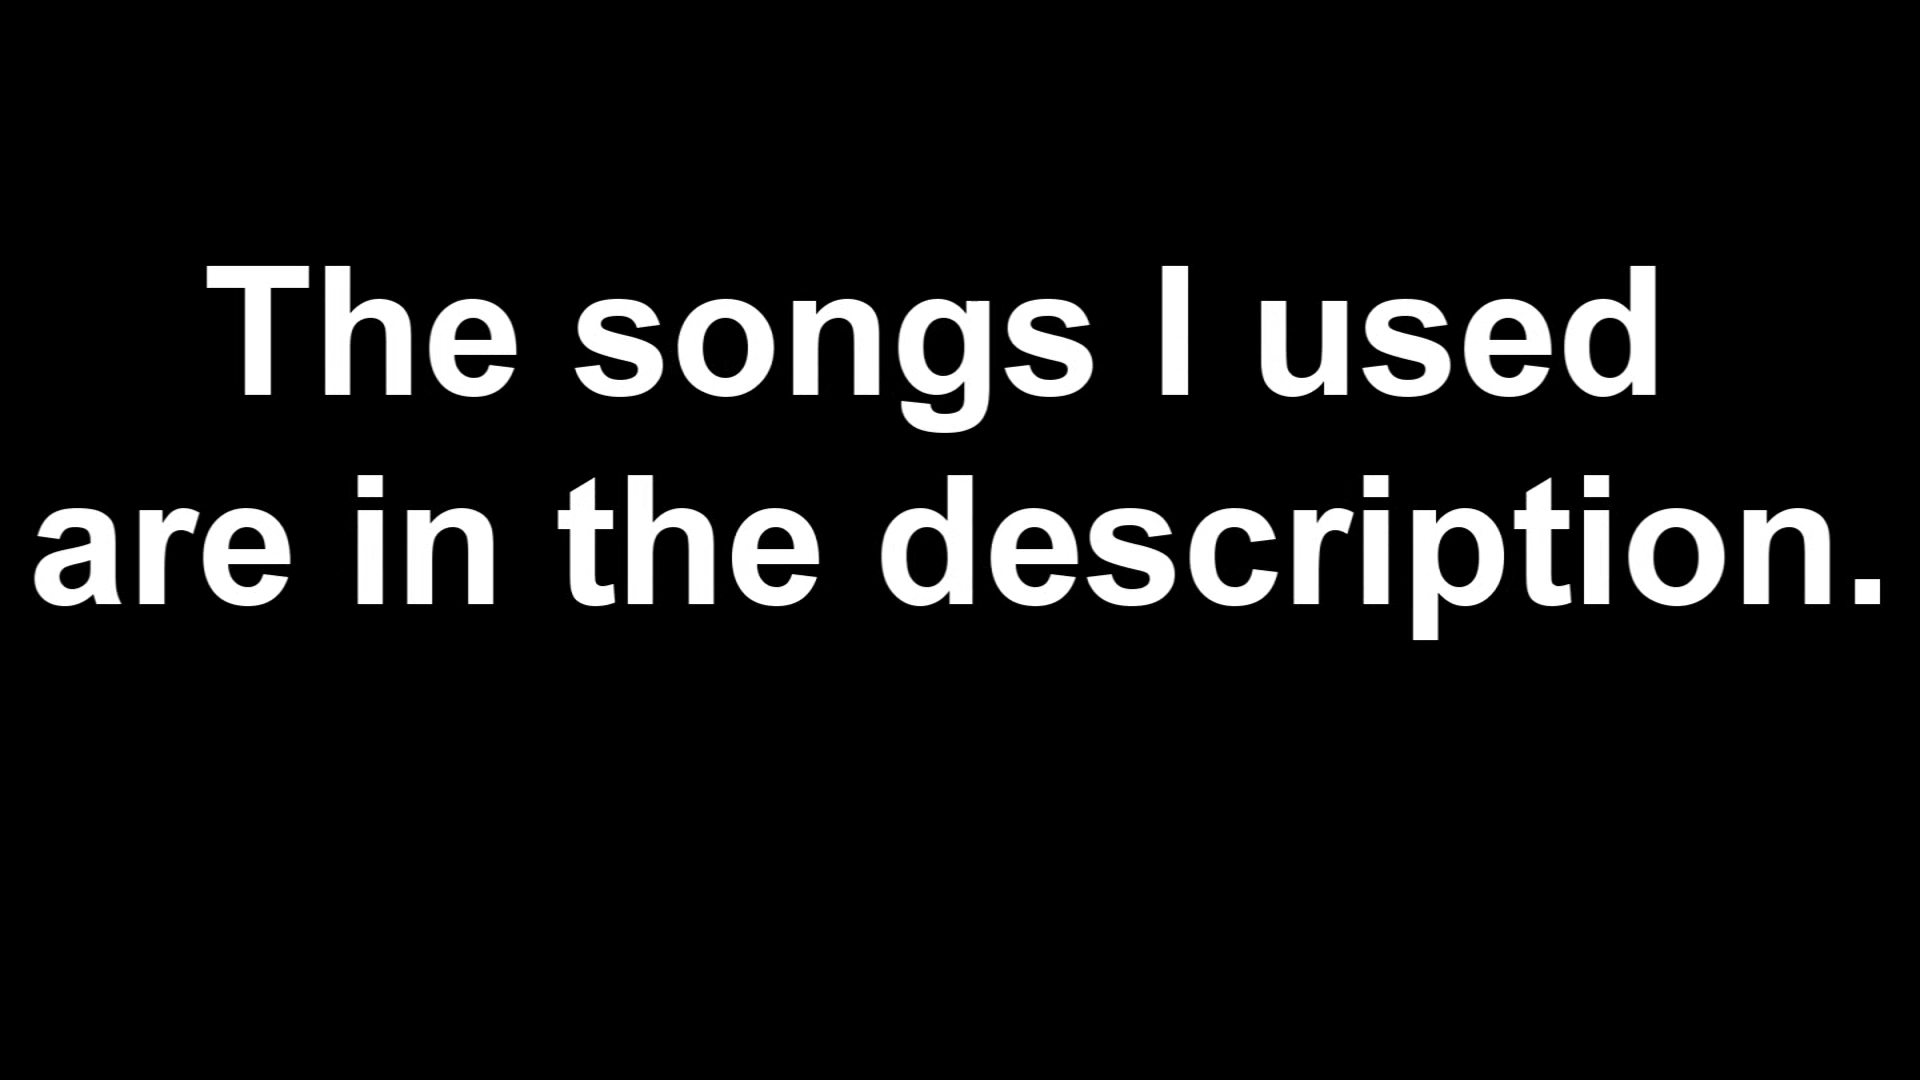 The songs I used
are in the description.